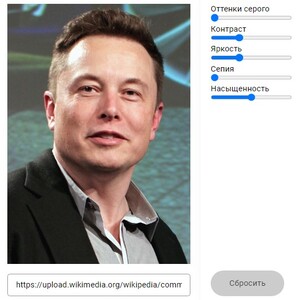 Оттенки серого
Контраст
Яркость
Сепия
Насыщенность
https://upload.wikimedia.org/wikipedia/comm
Сбросить